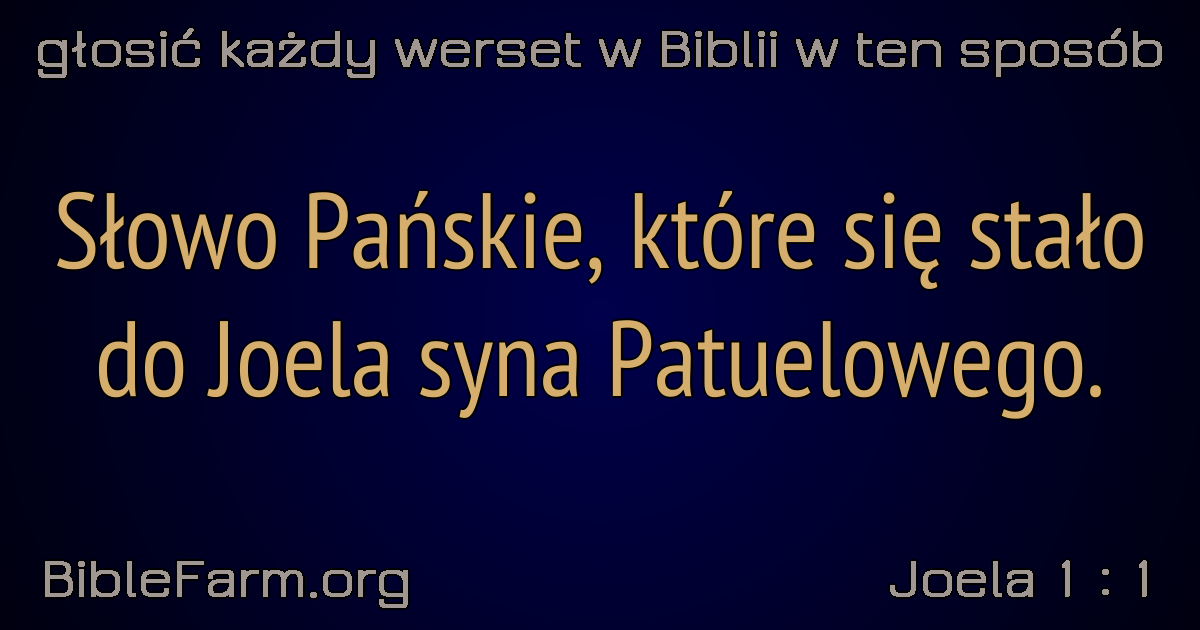 głosić każdy werset w Biblii w ten sposób
Słowo Pańskie, które się stało
do Joela syna Patuelowego.
BibleFarm.org
Joela 1 : 1